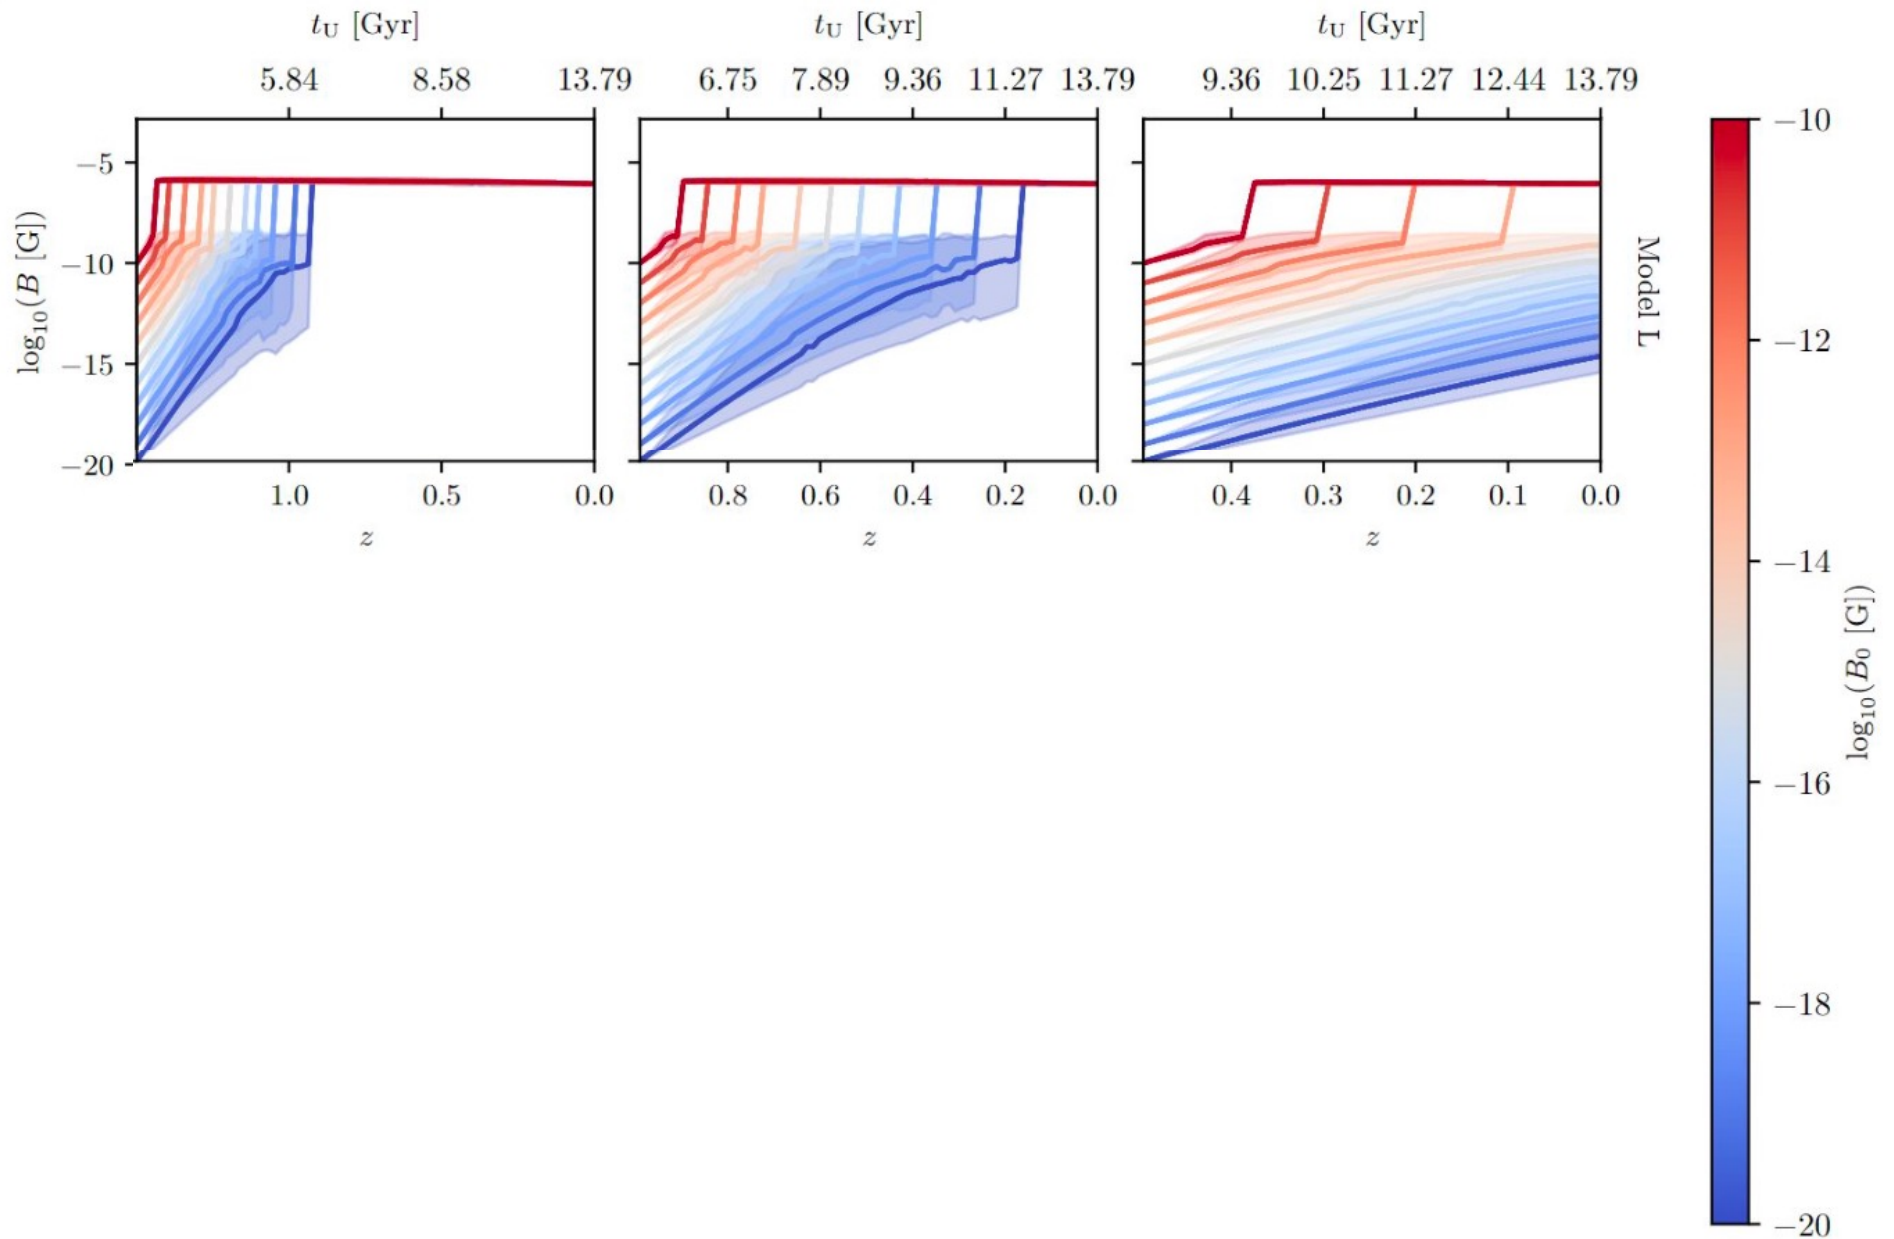 t_U [Gyr] t_U [Gyr] t_U [Gyr]
5.84 8.58 13.79 6.75 7.89 9.36 11.27 13.79 9.36 10.25 11.27 12.44 13.79
−5
−10
−15
−20
log₁₀(B [G])
Model L
1.0 0.5 0.0 0.8 0.6 0.4 0.2 0.0 0.4 0.3 0.2 0.1 0.0
z z z
−10
−12
−14
−16
−18
−20
log₁₀(B₀ [G])